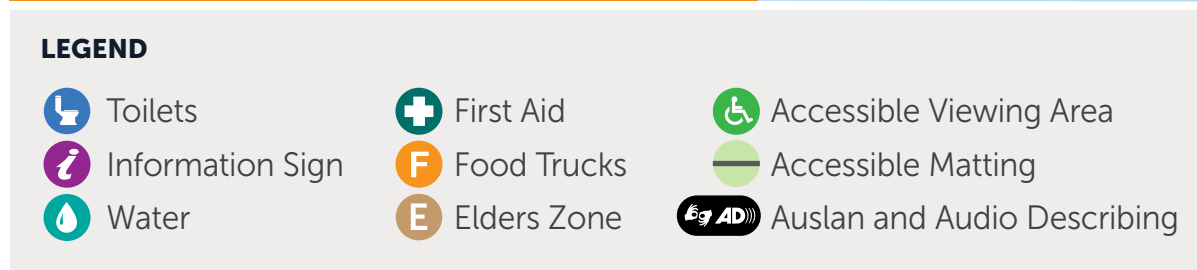 LEGEND
Toilets
Information Sign
Water
First Aid
F Food Trucks
E Elders Zone
Accessible Viewing Area
Accessible Matting
AD Auslan and Audio Describing